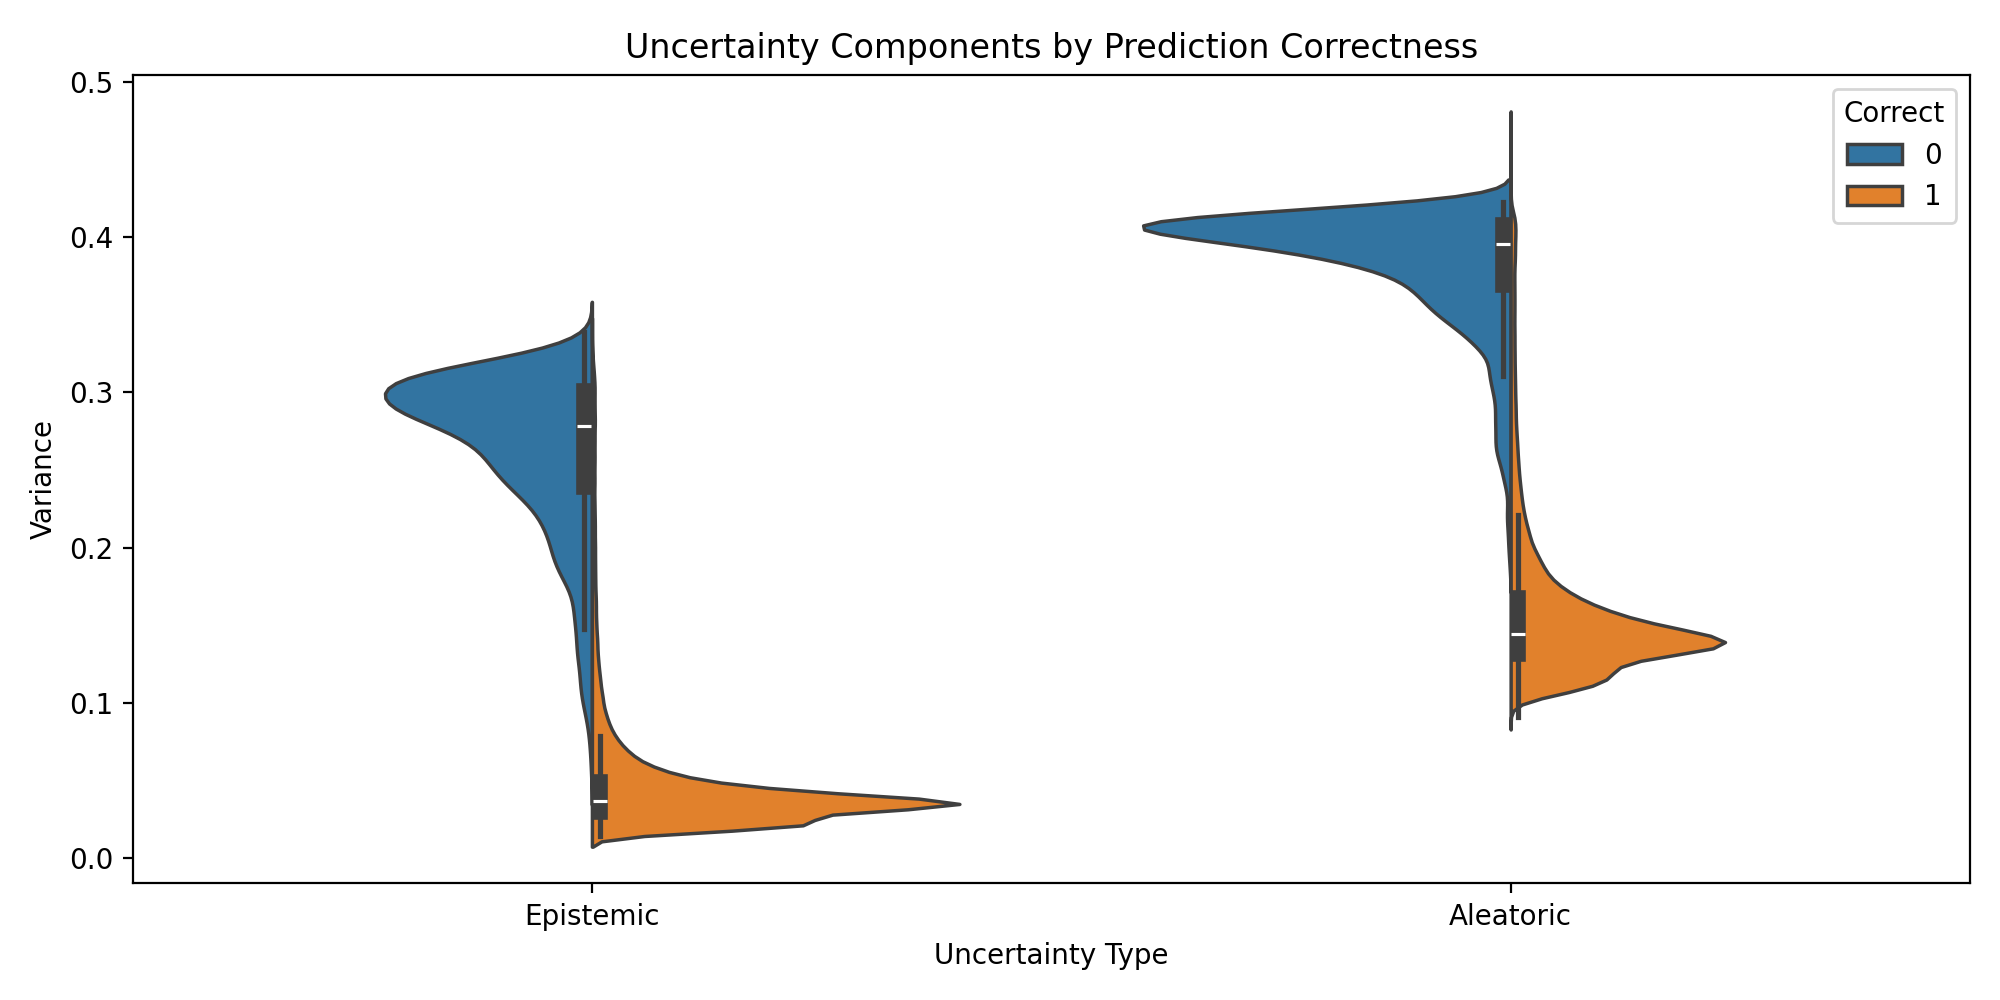 Uncertainty Components by Prediction Correctness
Correct
0
1
0.5
0.4
0.3
0.2
0.1
0.0
Variance
Epistemic
Aleatoric
Uncertainty Type